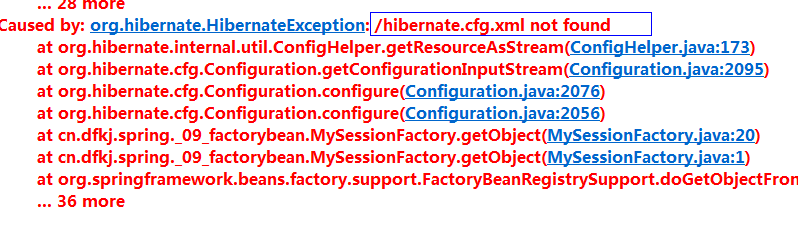 ... 28 more
Caused by: org.hibernate.HibernateException: /hibernate.cfg.xml not found
at org.hibernate.internal.util.ConfigHelper.getResourceAsStream(ConfigHelper.java:173)
at org.hibernate.cfg.Configuration.getConfigurationInputStream(Configuration.java:2095)
at org.hibernate.cfg.Configuration.configure(Configuration.java:2076)
at org.hibernate.cfg.Configuration.configure(Configuration.java:2056)
at cn.dfkj.spring._09_factorybean.MySessionFactory.getObject(MySessionFactory.java:20)
at cn.dfkj.spring._09_factorybean.MySessionFactory.getObject(MySessionFactory.java:1)
at org.springframework.beans.factory.support.FactoryBeanRegistrySupport.doGetObjectFron
... 36 more